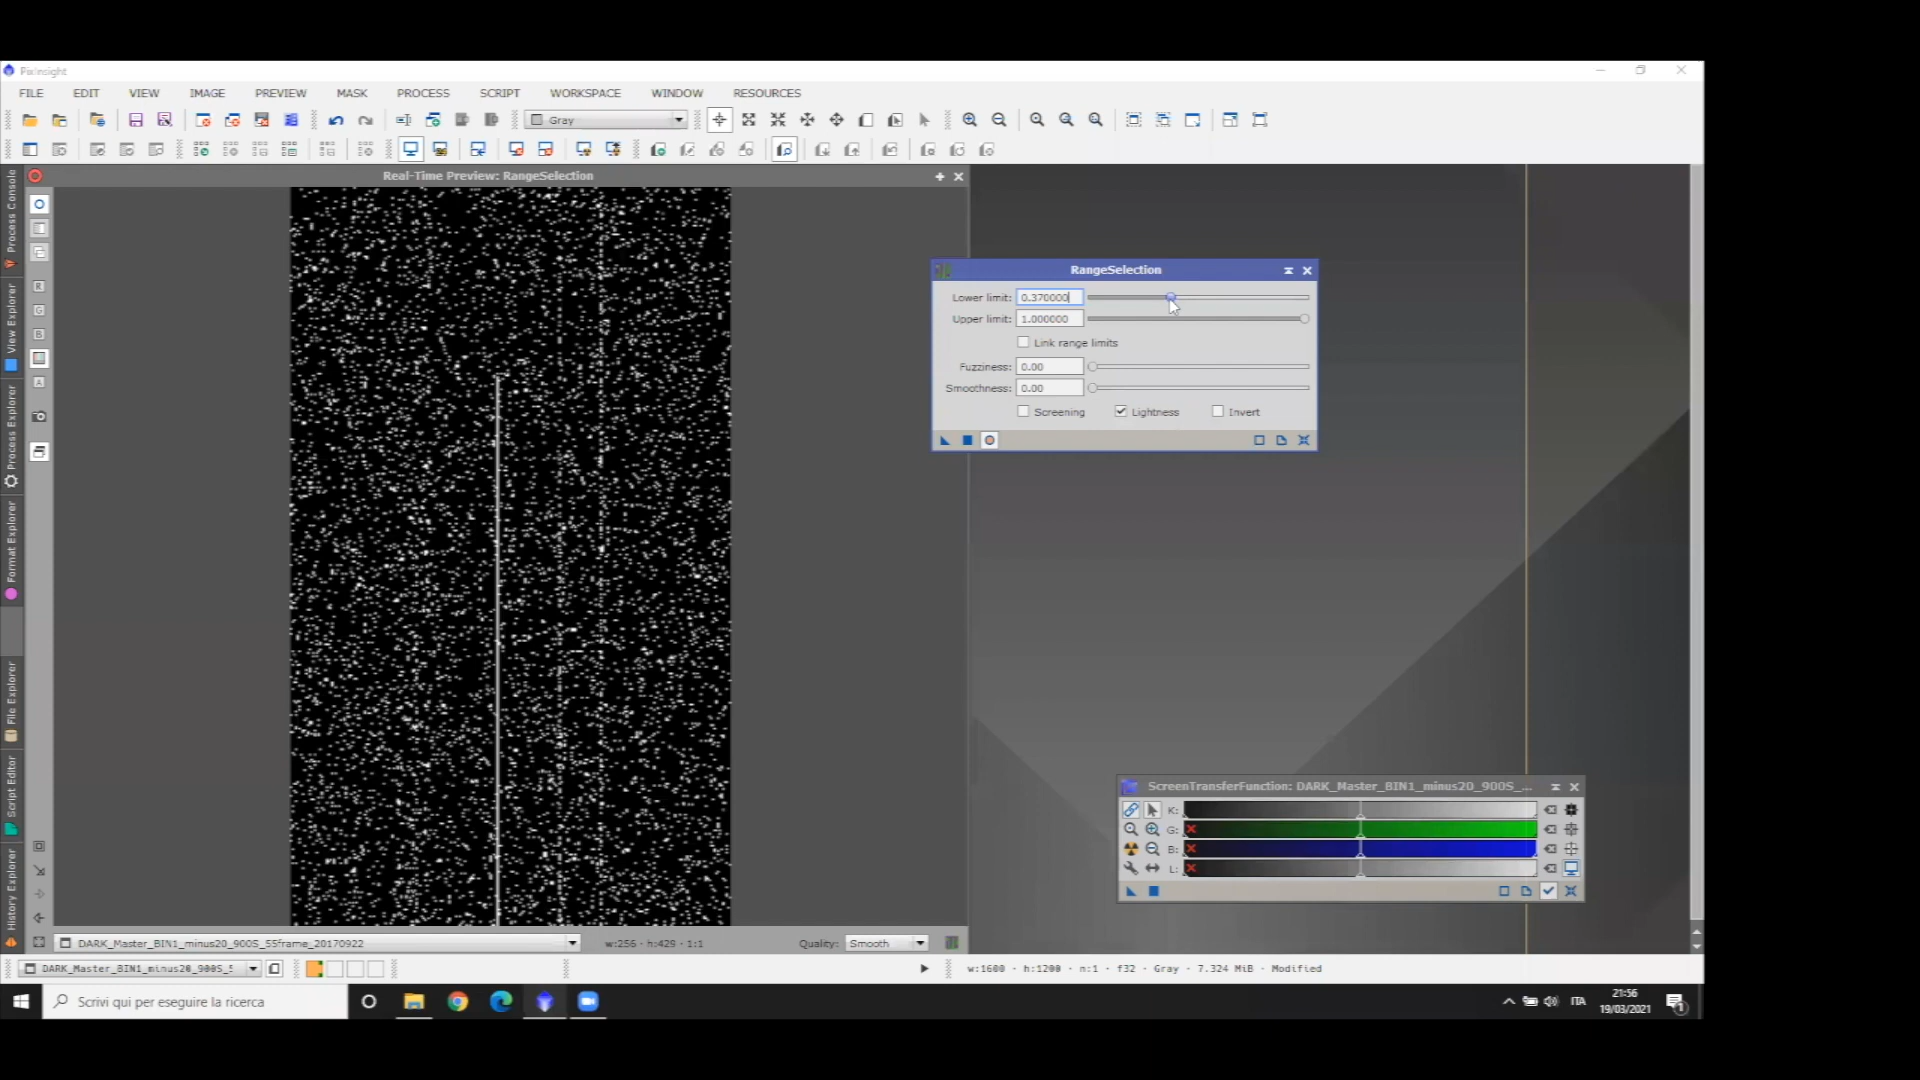 PixInsight
FILE EDIT VIEW IMAGE PREVIEW MASK PROCESS SCRIPT WORKSPACE WINDOW RESOURCES
Gray
Real-Time Preview: RangeSelection
Process Console
View Explorer
Process Explorer
Format Explorer
File Explorer
Script Editor
History Explorer
R
G
B
A
RangeSelection
Lower limit: 0.370000
Upper limit: 1.000000
Link range limits
Fuzziness: 0.00
Smoothness: 0.00
Screening Lightness Invert
ScreenTransferFunction: DARK_Master_BIN1_minus20_900S_...
K:
G:
B:
L:
DARK_Master_BIN1_minus20_900S_55frame_20170922 w:256 · h:429 · 1:1 Quality: Smooth
DARK_Master_BIN1_minus20_900S_5 w:1600 · h:1200 · n:1 · f32 · Gray · 7.324 MiB · Modified
Scrivi qui per eseguire la ricerca
ITA
21:56
19/03/2021
1